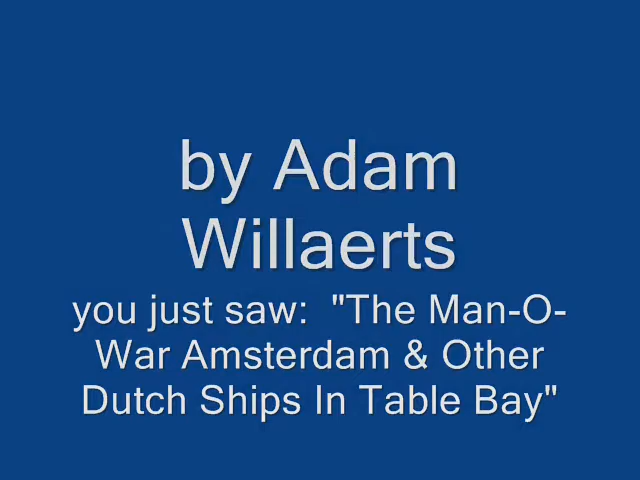 by Adam
Willaerts
you just saw:  "The Man-O-
War Amsterdam & Other
Dutch Ships In Table Bay"